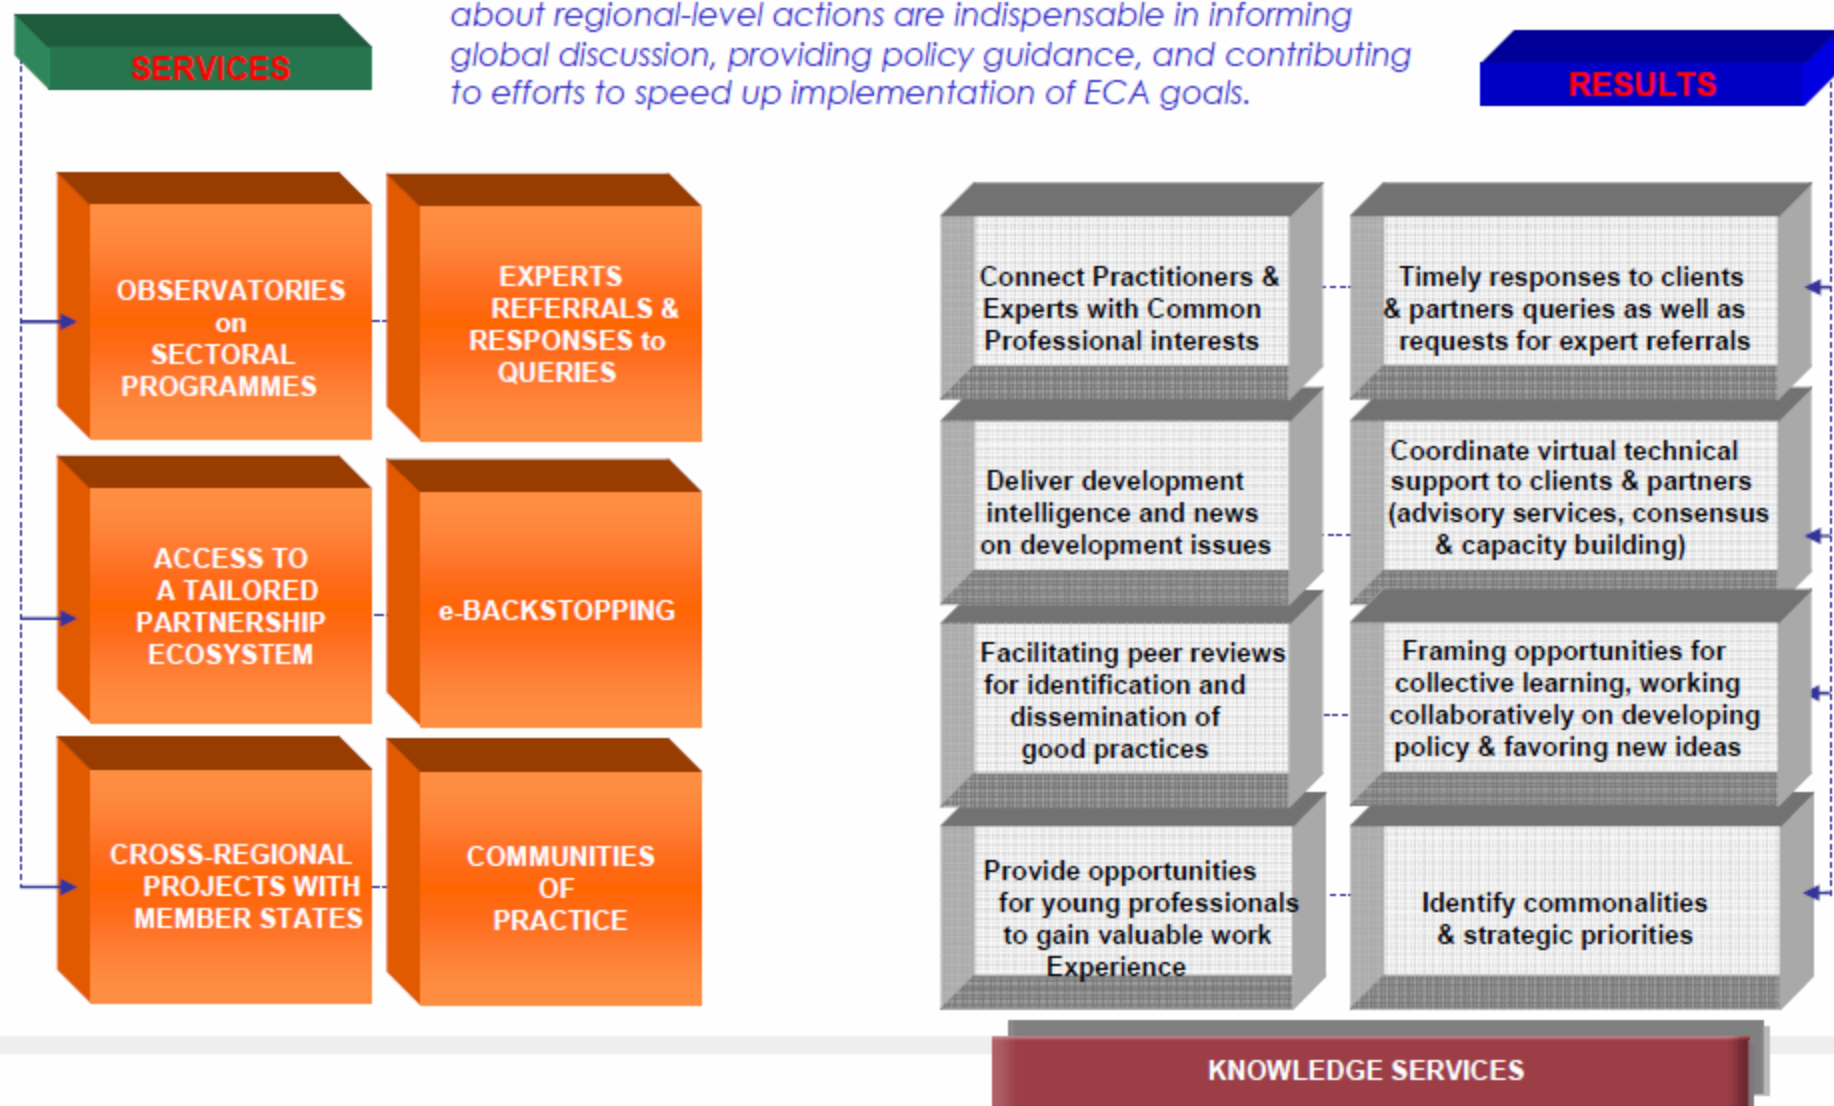 about regional-level actions are indispensable in informing
global discussion, providing policy guidance, and contributing
to efforts to speed up implementation of ECA goals.
SERVICES
RESULTS
OBSERVATORIES
on
SECTORAL
PROGRAMMES
EXPERTS
REFERRALS &
RESPONSES to
QUERIES
ACCESS TO
A TAILORED
PARTNERSHIP
ECOSYSTEM
e-BACKSTOPPING
CROSS-REGIONAL
PROJECTS WITH
MEMBER STATES
COMMUNITIES
OF
PRACTICE
Connect Practitioners &
Experts with Common
Professional interests
Timely responses to clients
& partners queries as well as
requests for expert referrals
Deliver development
intelligence and news
on development issues
Coordinate virtual technical
support to clients & partners
(advisory services, consensus
& capacity building)
Facilitating peer reviews
for identification and
dissemination of
good practices
Framing opportunities for
collective learning, working
collaboratively on developing
policy & favoring new ideas
Provide opportunities
for young professionals
to gain valuable work
Experience
Identify commonalities
& strategic priorities
KNOWLEDGE SERVICES